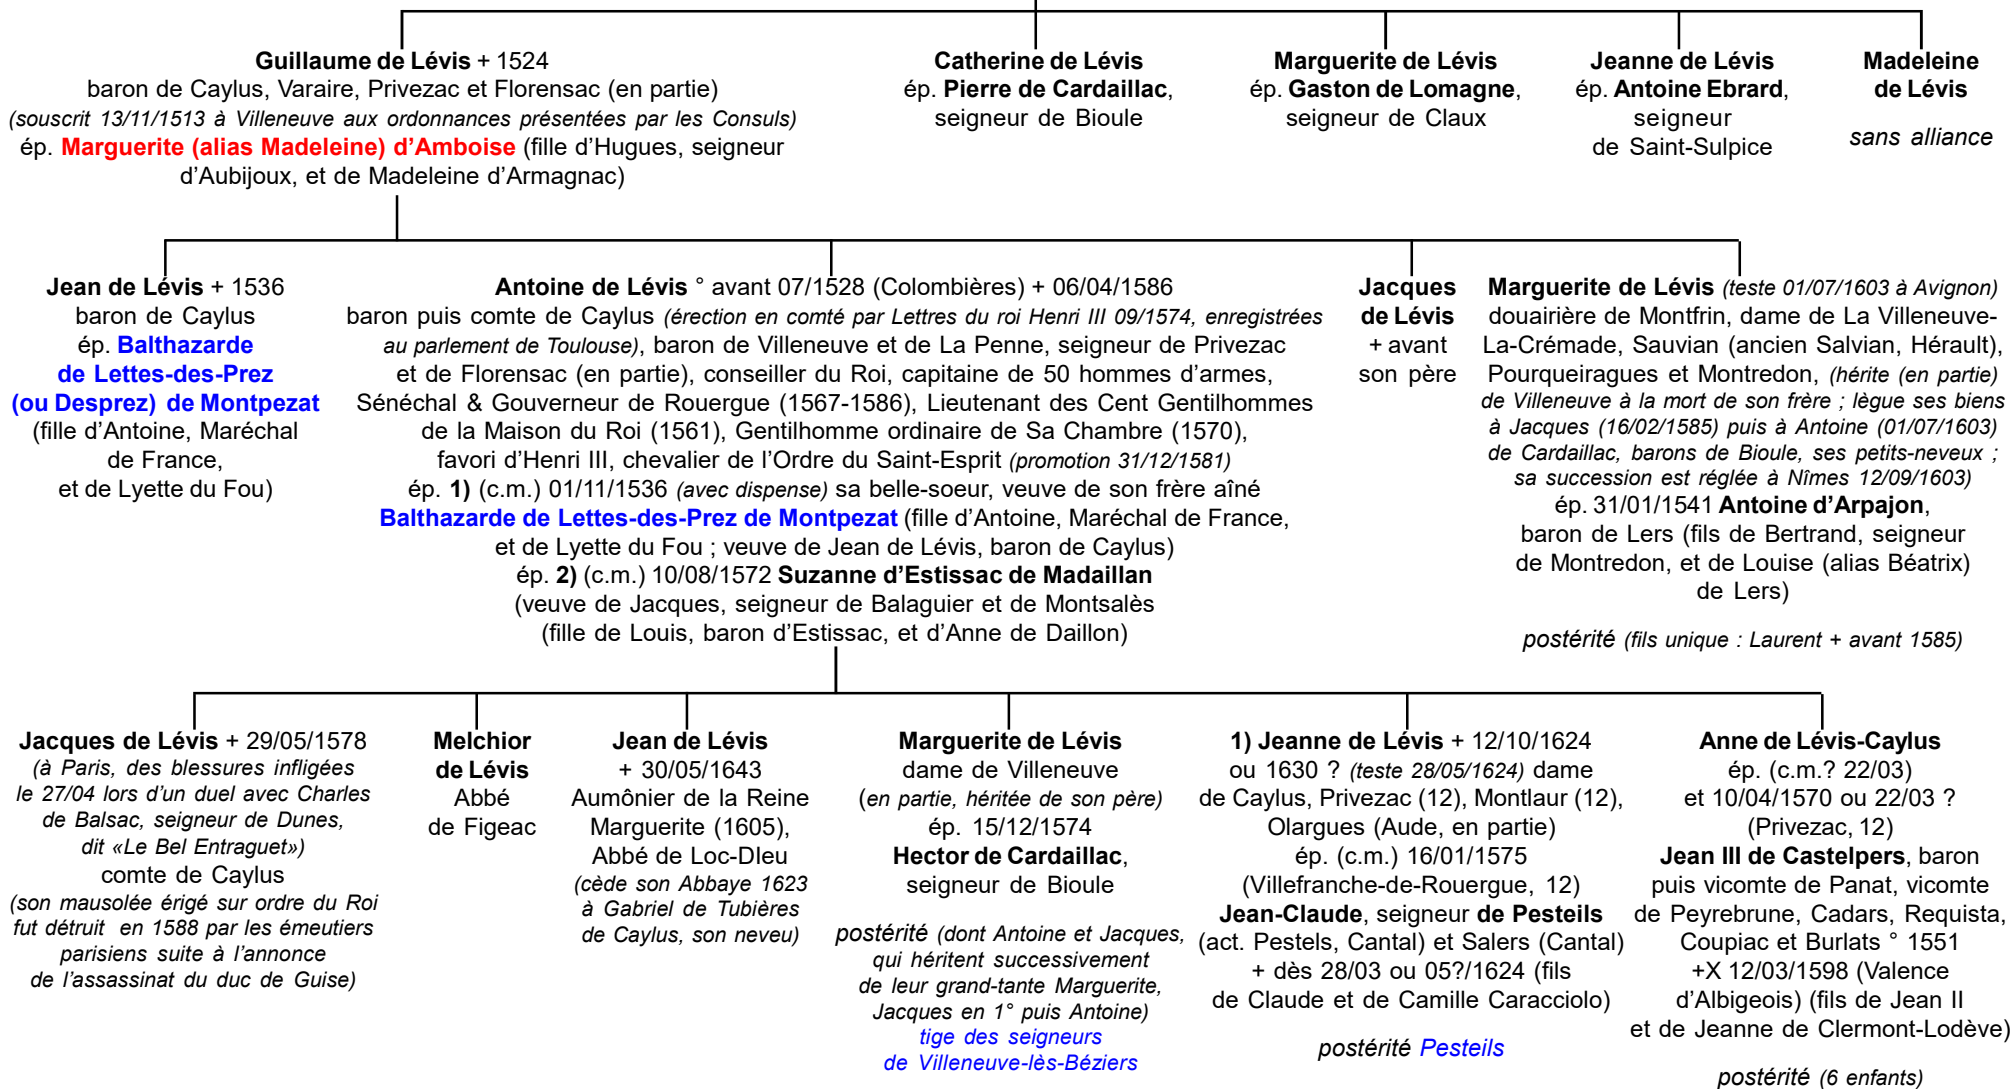 Guillaume de Lévis + 1524
baron de Caylus, Varaire, Privezac et Florensac (en partie)
(souscrit 13/11/1513 à Villeneuve aux ordonnances présentées par les Consuls)
ép. Marguerite (alias Madeleine) d'Amboise (fille d'Hugues, seigneur
d'Aubijoux, et de Madeleine d'Armagnac)
Catherine de Lévis
ép. Pierre de Cardaillac,
seigneur de Bioule
Marguerite de Lévis
ép. Gaston de Lomagne,
seigneur de Claux
Jeanne de Lévis
ép. Antoine Ebrard,
seigneur
de Saint-Sulpice
Madeleine
de Lévis
sans alliance
Jean de Lévis + 1536
baron de Caylus
ép. Balthazarde
de Lettes-des-Prez
(ou Desprez) de Montpezat
(fille d'Antoine, Maréchal
de France,
et de Lyette du Fou)
Antoine de Lévis ° avant 07/1528 (Colombières) + 06/04/1586
baron puis comte de Caylus (érection en comté par Lettres du roi Henri III 09/1574, enregistrées
au parlement de Toulouse), baron de Villeneuve et de La Penne, seigneur de Privezac
et de Florensac (en partie), conseiller du Roi, capitaine de 50 hommes d'armes,
Sénéchal & Gouverneur de Rouergue (1567-1586), Lieutenant des Cent Gentilhommes
de la Maison du Roi (1561), Gentilhomme ordinaire de Sa Chambre (1570),
favori d'Henri III, chevalier de l'Ordre du Saint-Esprit (promotion 31/12/1581)
ép. 1) (c.m.) 01/11/1536 (avec dispense) sa belle-soeur, veuve de son frère aîné
Balthazarde de Lettes-des-Prez de Montpezat (fille d'Antoine, Maréchal de France,
et de Lyette du Fou ; veuve de Jean de Lévis, baron de Caylus)
ép. 2) (c.m.) 10/08/1572 Suzanne d'Estissac de Madaillan
(veuve de Jacques, seigneur de Balaguier et de Montsalès
(fille de Louis, baron d'Estissac, et d'Anne de Daillon)
Jacques
de Lévis
+ avant
son père
Marguerite de Lévis (teste 01/07/1603 à Avignon)
douairière de Montfrin, dame de La Villeneuve-
La-Crémade, Sauvian (ancien Salvian, Hérault),
Pourqueiragues et Montredon, (hérite (en partie)
de Villeneuve à la mort de son frère ; lègue ses biens
à Jacques (16/02/1585) puis à Antoine (01/07/1603)
de Cardaillac, barons de Bioule, ses petits-neveux ;
sa succession est réglée à Nîmes 12/09/1603)
ép. 31/01/1541 Antoine d'Arpajon,
baron de Lers (fils de Bertrand, seigneur
de Montredon, et de Louise (alias Béatrix)
de Lers)
postérité (fils unique : Laurent + avant 1585)
Jacques de Lévis + 29/05/1578
(à Paris, des blessures infligées
le 27/04 lors d'un duel avec Charles
de Balsac, seigneur de Dunes,
dit «Le Bel Entraguet»)
comte de Caylus
(son mausolée érigé sur ordre du Roi
fut détruit en 1588 par les émeutiers
parisiens suite à l'annonce
de l'assassinat du duc de Guise)
Melchior
de Lévis
Abbé
de Figeac
Jean de Lévis
+ 30/05/1643
Aumônier de la Reine
Marguerite (1605),
Abbé de Loc-DIeu
(cède son Abbaye 1623
à Gabriel de Tubières
de Caylus, son neveu)
Marguerite de Lévis
dame de Villeneuve
(en partie, héritée de son père)
ép. 15/12/1574
Hector de Cardaillac,
seigneur de Bioule
postérité (dont Antoine et Jacques,
qui héritent successivement
de leur grand-tante Marguerite,
Jacques en 1° puis Antoine)
tige des seigneurs
de Villeneuve-lès-Béziers
1) Jeanne de Lévis + 12/10/1624
ou 1630 ? (teste 28/05/1624) dame
de Caylus, Privezac (12), Montlaur (12),
Olargues (Aude, en partie)
ép. (c.m.) 16/01/1575
(Villefranche-de-Rouergue, 12)
Jean-Claude, seigneur de Pesteils
(act. Pestels, Cantal) et Salers (Cantal)
+ dès 28/03 ou 05?/1624 (fils
de Claude et de Camille Caracciolo)
postérité Pesteils
Anne de Lévis-Caylus
ép. (c.m.? 22/03)
et 10/04/1570 ou 22/03 ?
(Privezac, 12)
Jean III de Castelpers, baron
puis vicomte de Panat, vicomte
de Peyrebrune, Cadars, Requista,
Coupiac et Burlats ° 1551
+X 12/03/1598 (Valence
d'Albigeois) (fils de Jean II
et de Jeanne de Clermont-Lodève)
postérité (6 enfants)